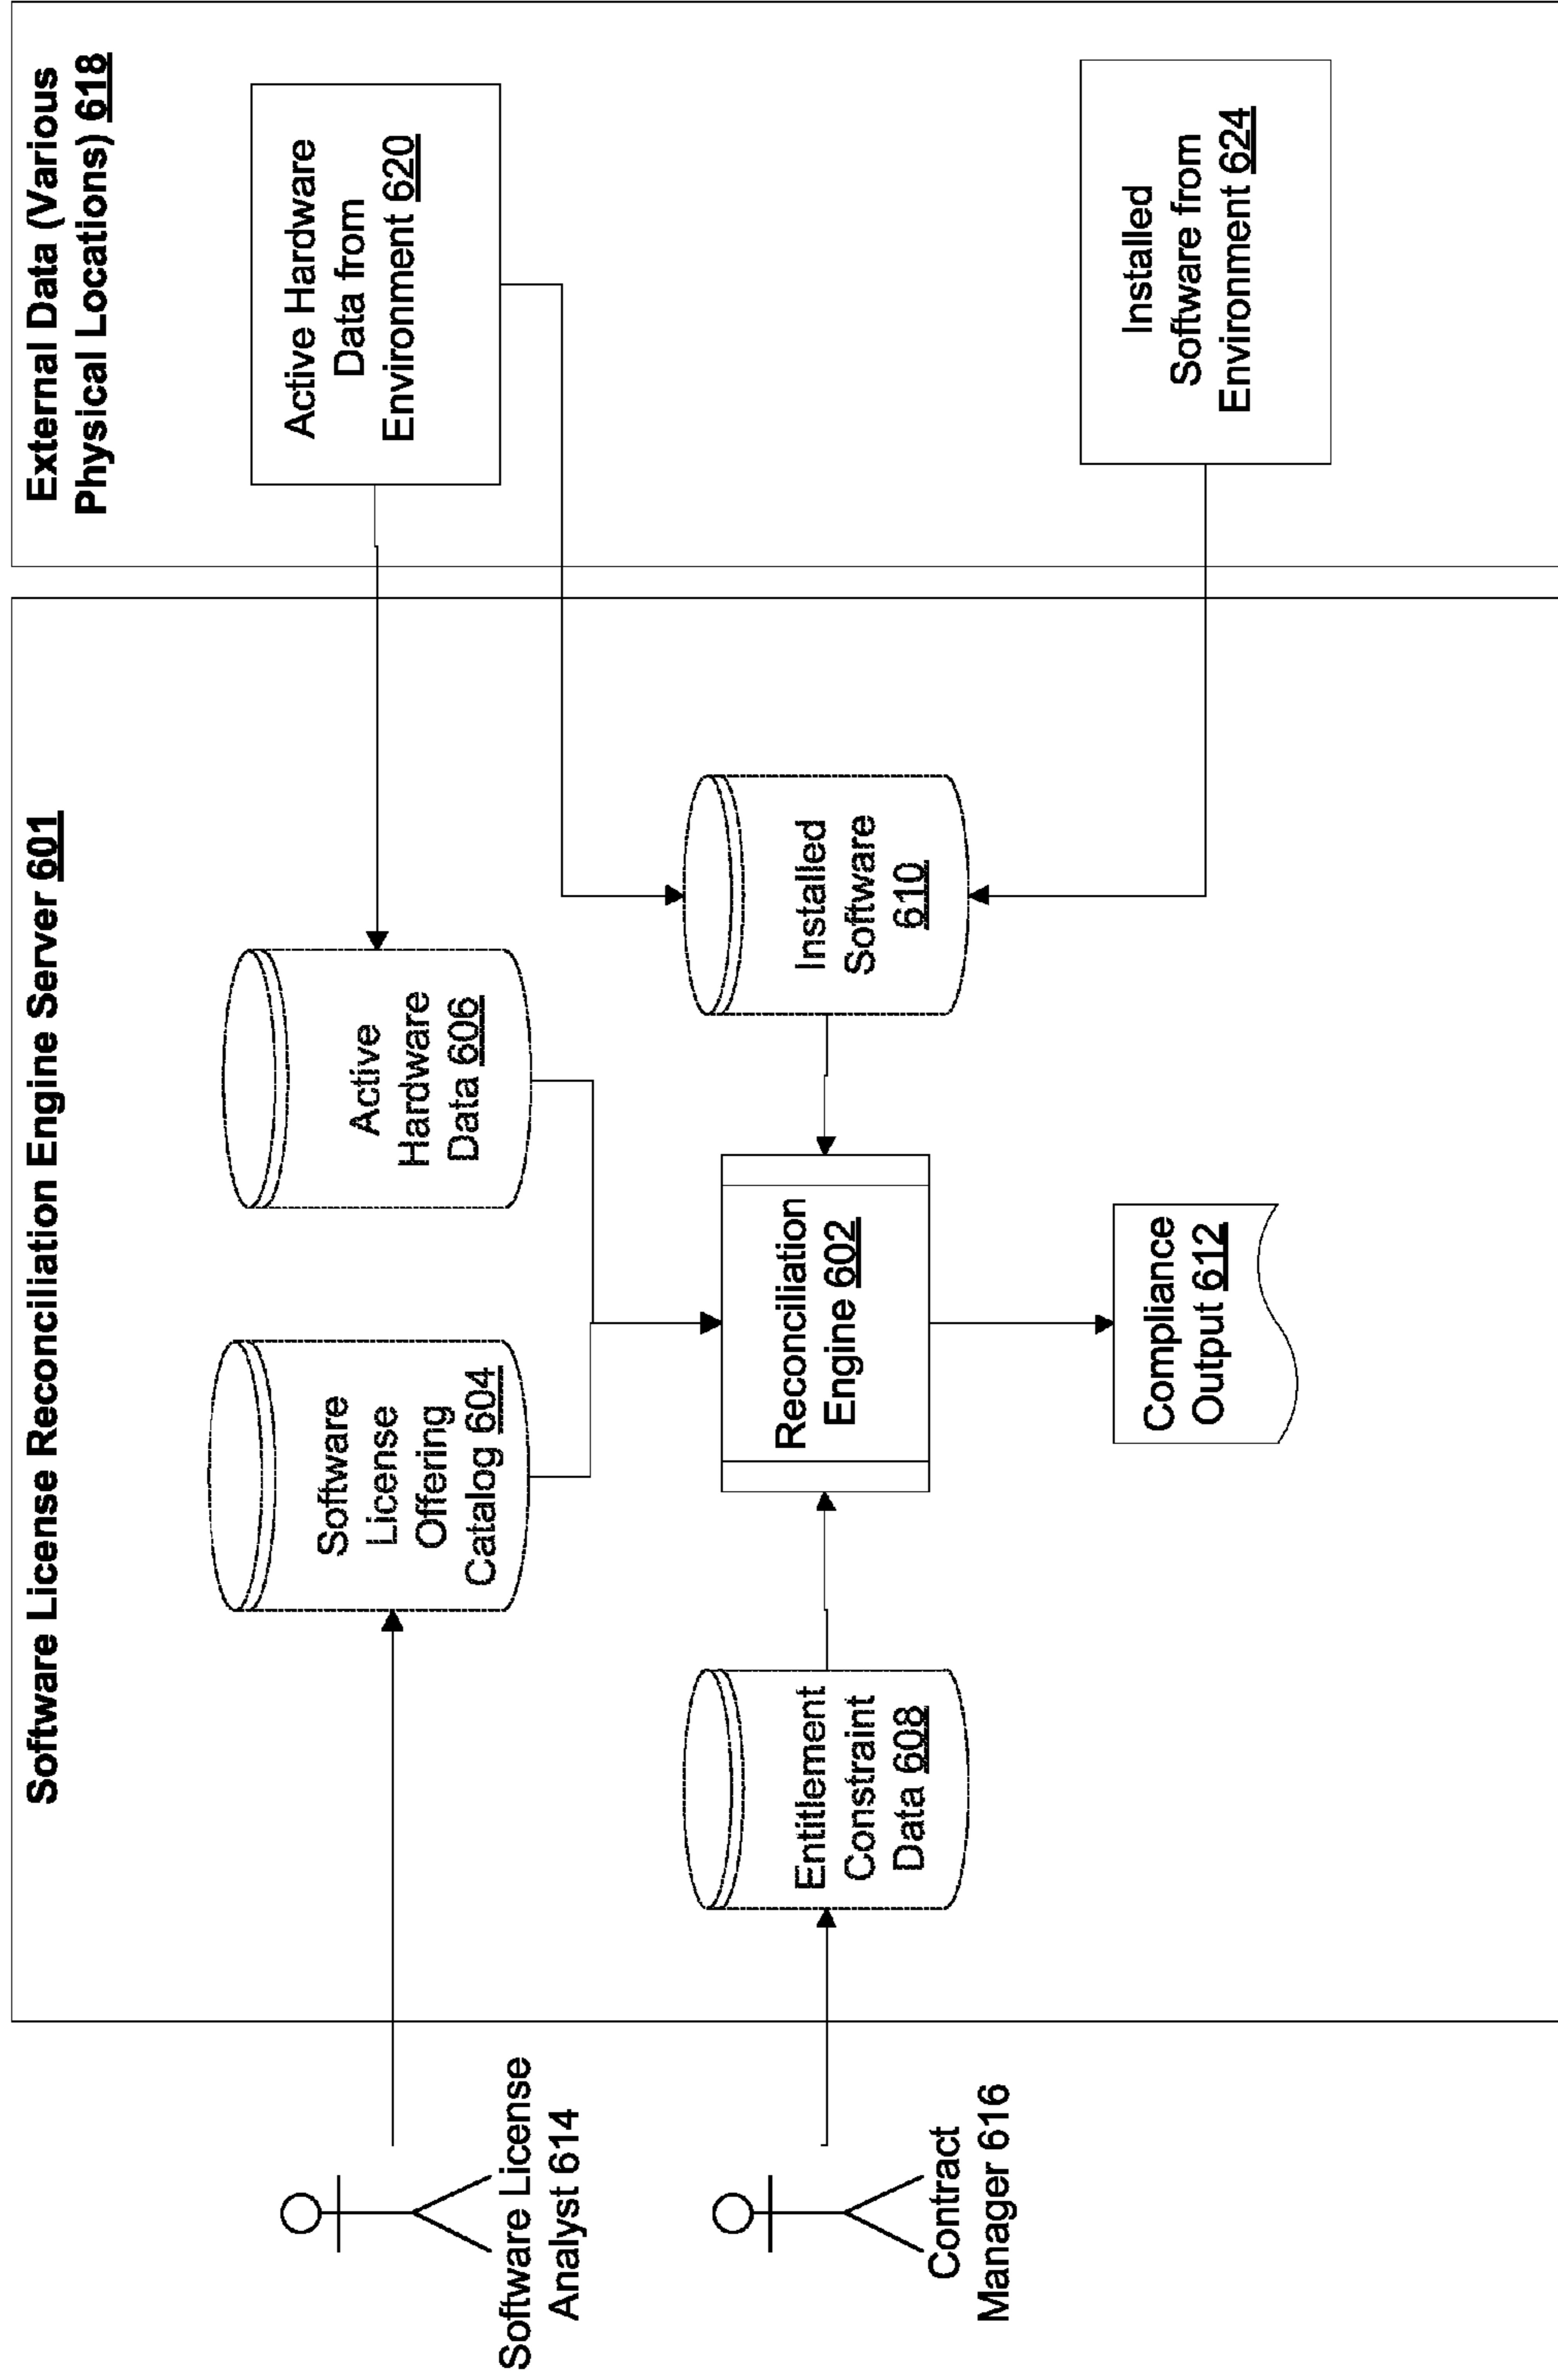 Software License Reconciliation Engine Server 601
External Data (Various
Physical Locations) 618
Software License
Analyst 614
Software
License
Offering
Catalog 604
Active
Hardware
Data 606
Active Hardware
Data from
Environment 620
Contract
Manager 616
Entitlement
Constraint
Data 608
Reconciliation
Engine 602
Installed
Software
610
Compliance
Output 612
Installed
Software from
Environment 624